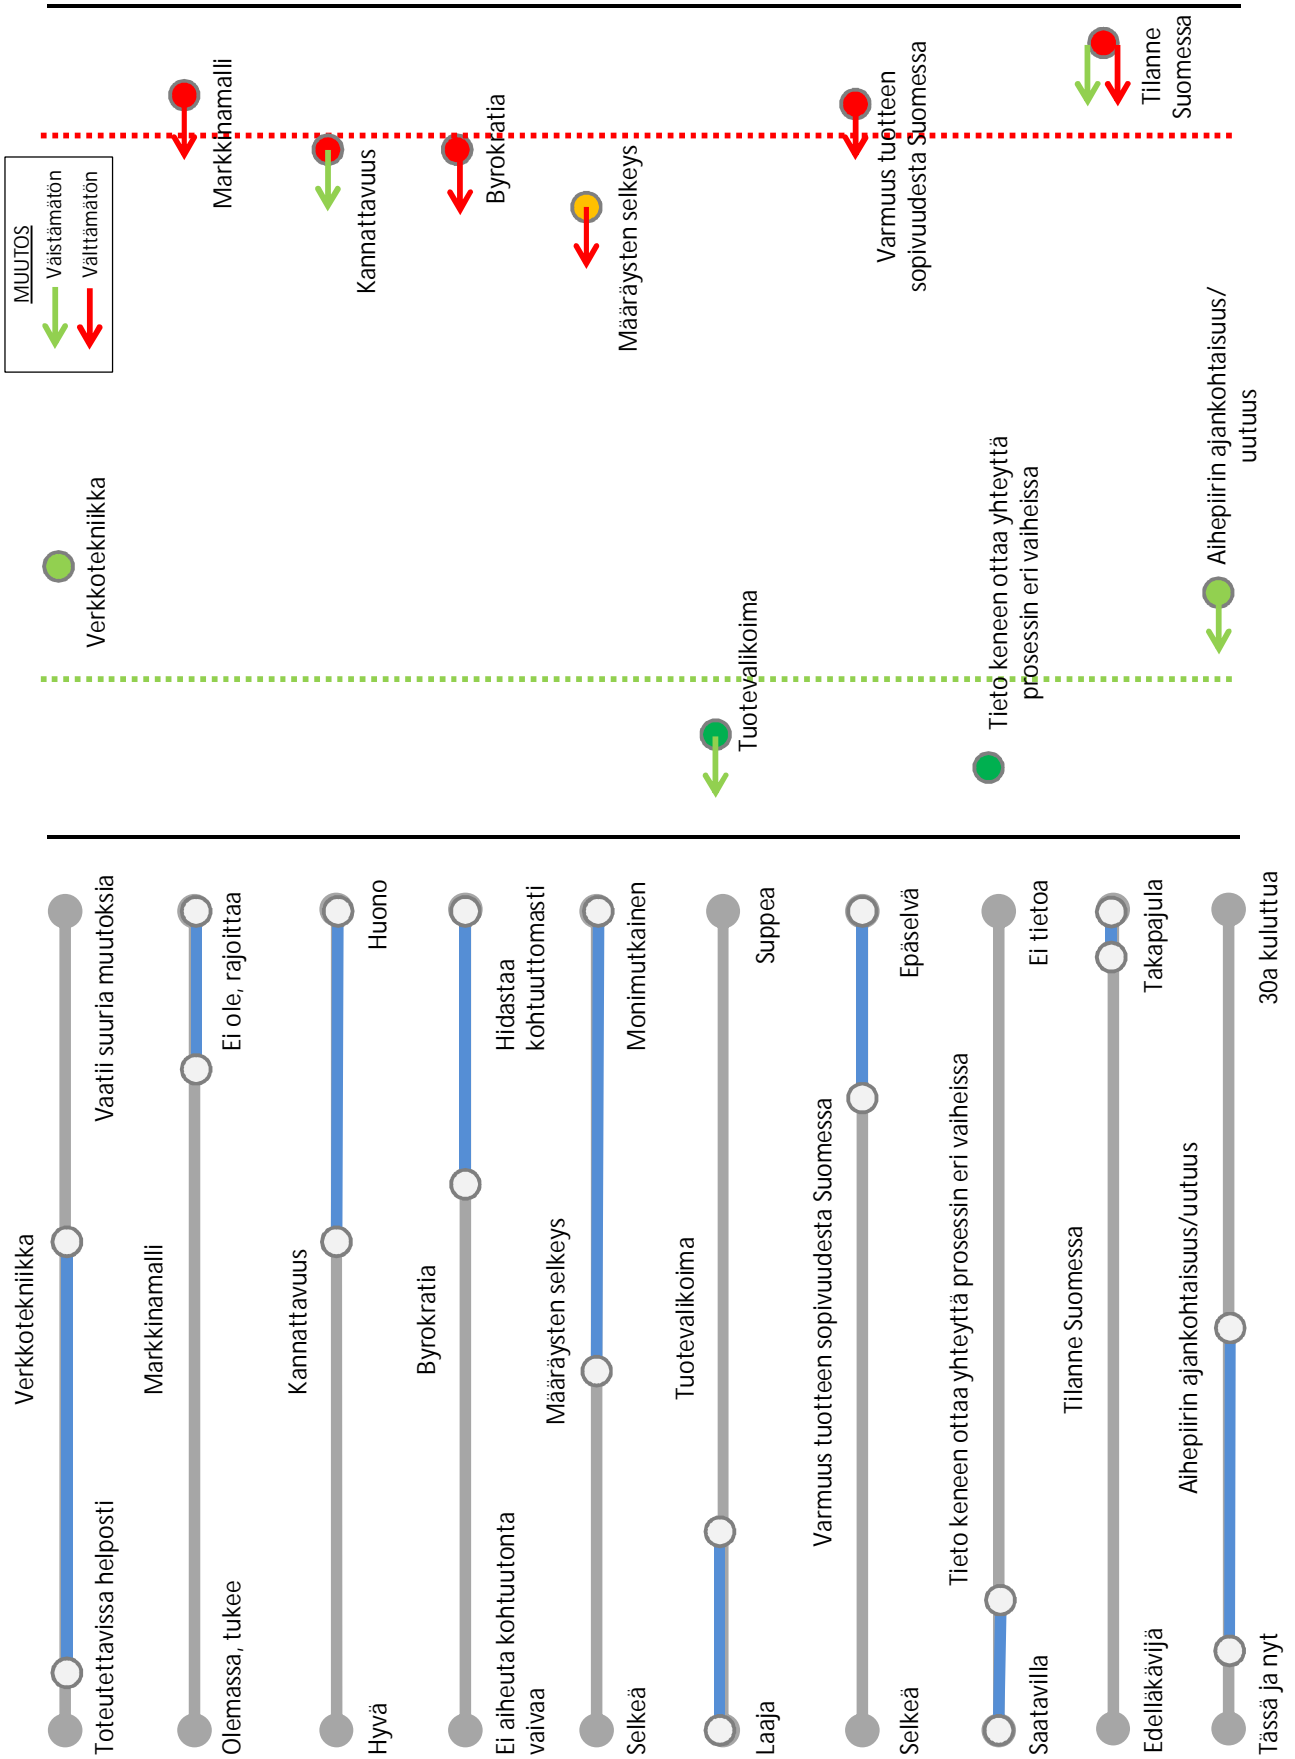 Verkkotekniikka
Toteutettavissa helposti
Vaatii suuria muutoksia
Markkinamalli
Olemassa, tukee
Ei ole, rajoittaa
Kannattavuus
Hyvä
Huono
Byrokratia
Ei aiheuta kohtuutonta
vaivaa
Hidastaa
kohtuuttomasti
Määräysten selkeys
Selkeä
Monimutkainen
Tuotevalikoima
Laaja
Suppea
Varmuus tuotteen sopivuudesta Suomessa
Selkeä
Epäselvä
Tieto keneen ottaa yhteyttä prosessin eri vaiheissa
Saatavilla
Ei tietoa
Tilanne Suomessa
Edelläkävijä
Takapajula
Aihepiirin ajankohtaisuus/uutuus
Tässä ja nyt
30a kuluttua
MUUTOS
Väistämätön
Välttämätön
Verkkotekniikka
Markkinamalli
Kannattavuus
Byrokratia
Määräysten selkeys
Tuotevalikoima
Varmuus tuotteen
sopivuudesta Suomessa
Tieto keneen ottaa yhteyttä
prosessin eri vaiheissa
Tilanne
Suomessa
Aihepiirin ajankohtaisuus/
uutuus